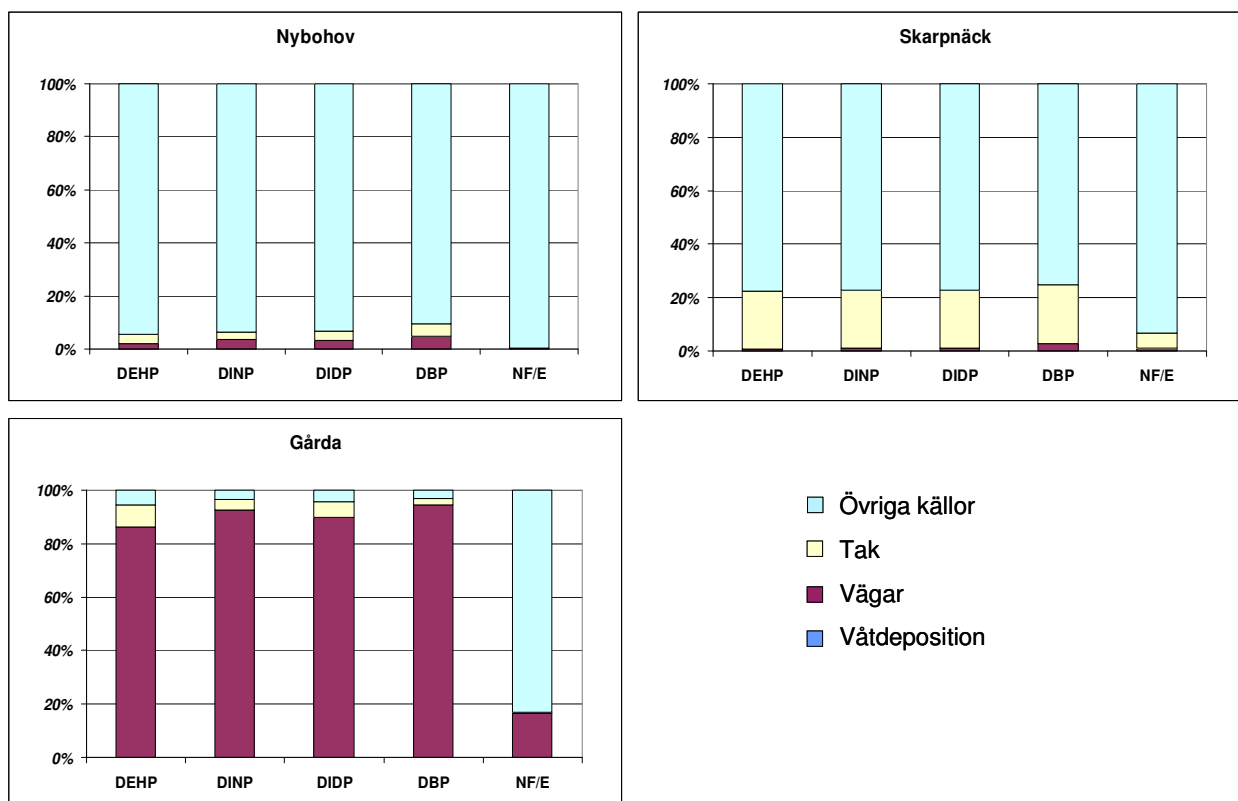 Nybohov
100%
80%
60%
40%
20%
0%
DEHP DINP DIDP DBP NF/E
Skarpnäck
100%
80%
60%
40%
20%
0%
DEHP DINP DIDP DBP NF/E
Gårda
100%
80%
60%
40%
20%
0%
DEHP DINP DIDP DBP NF/E
Övriga källor
Tak
Vägar
Våtdeposition